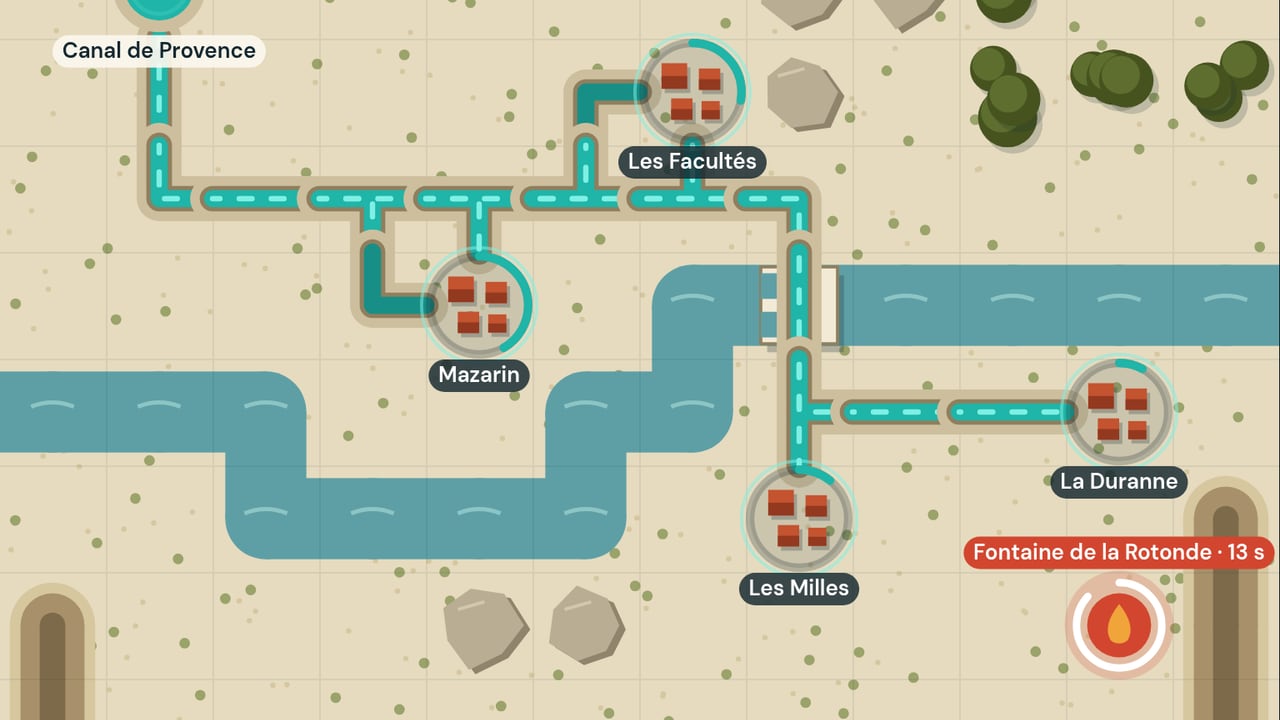 Canal de Provence
Les Facultés
Mazarin
La Duranne
Fontaine de la Rotonde · 13 s
Les Milles